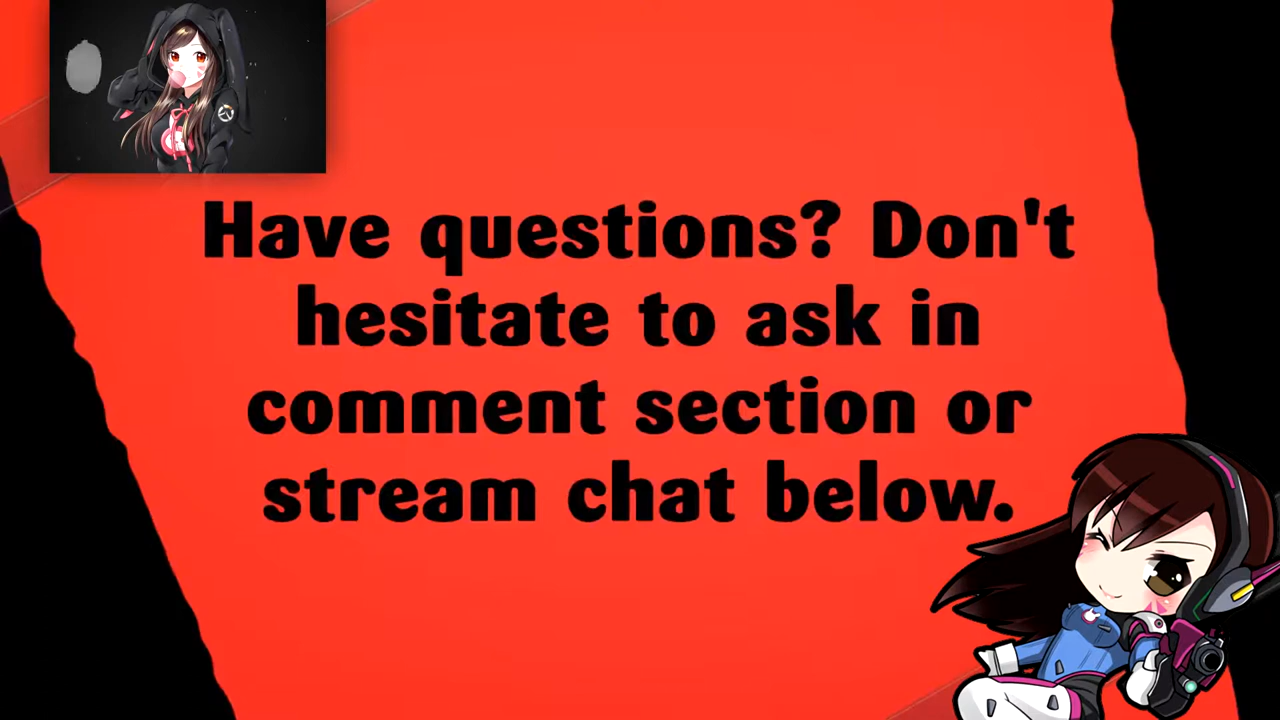 Have questions? Don't
hesitate to ask in
comment section or
stream chat below.